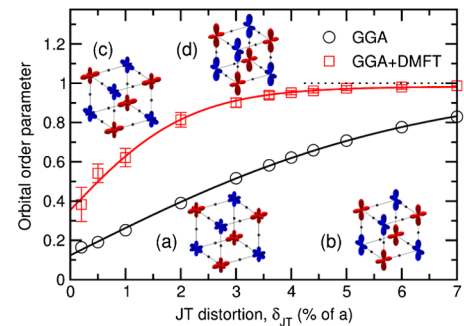 (c)
(d)
GGA
GGA+DMFT
Orbital order parameter
1.2
1
0.8
0.6
0.4
0.2
0
(a)
(b)
0 1 2 3 4 5 6 7
JT distortion, δJT (% of a)